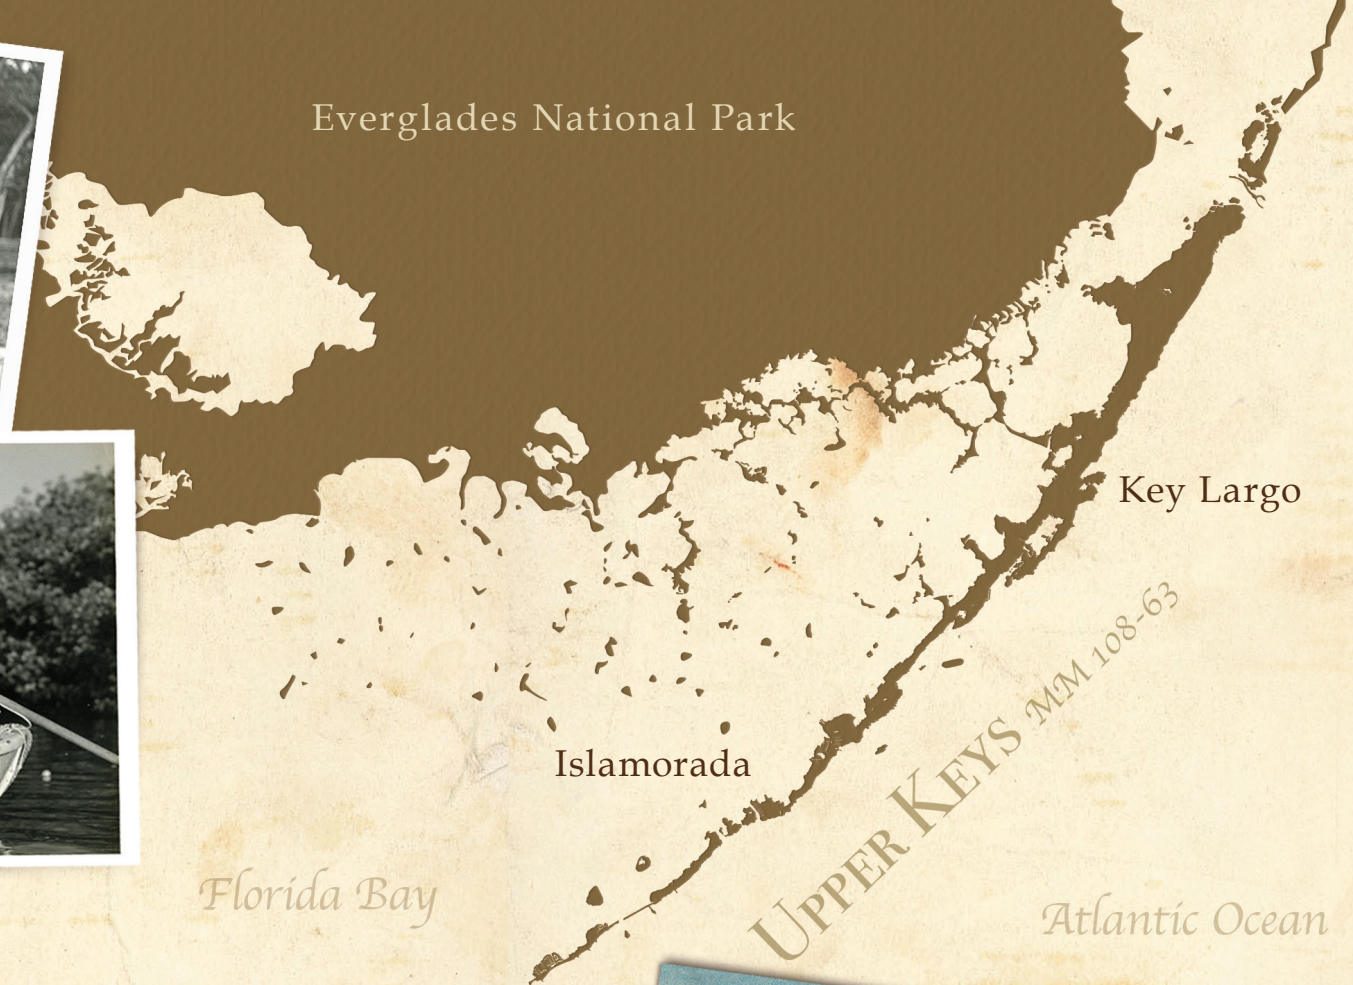 Everglades National Park
Key Largo
Islamorada
UPPER KEYS MM 108-63
Florida Bay
Atlantic Ocean